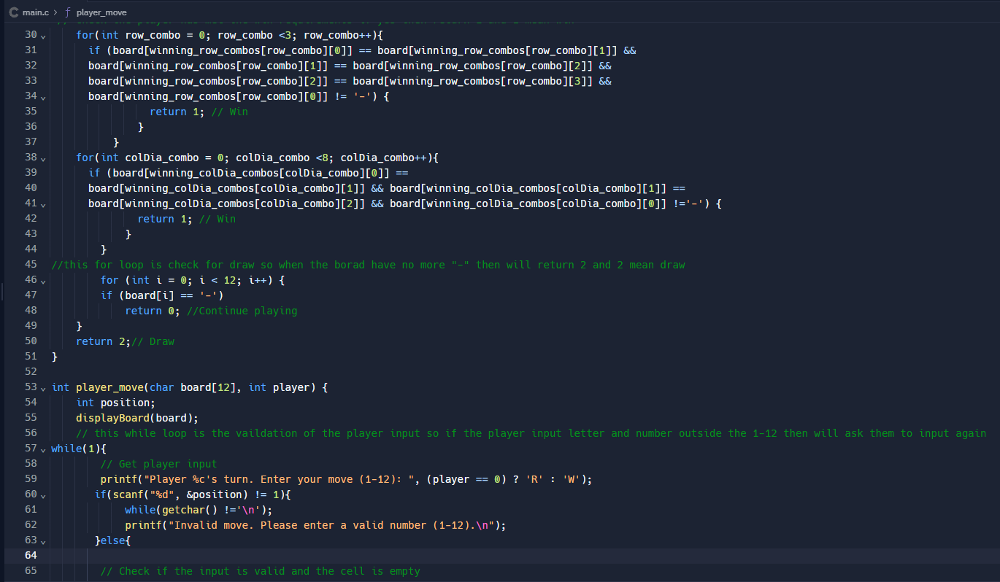 main.c > player_move
30 for(int row_combo = 0; row_combo <3; row_combo++){
31 if (board[winning_row_combos[row_combo][0]] == board[winning_row_combos[row_combo][1]] &&
32 board[winning_row_combos[row_combo][1]] == board[winning_row_combos[row_combo][2]] &&
33 board[winning_row_combos[row_combo][2]] == board[winning_row_combos[row_combo][3]] &&
34 board[winning_row_combos[row_combo][0]] != '-') {
35 return 1; // Win
36 }
37 }
38 for(int colDia_combo = 0; colDia_combo <8; colDia_combo++){
39 if (board[winning_colDia_combos[colDia_combo][0]] ==
40 board[winning_colDia_combos[colDia_combo][1]] && board[winning_colDia_combos[colDia_combo][1]] ==
41 board[winning_colDia_combos[colDia_combo][2]] && board[winning_colDia_combos[colDia_combo][0]] !='-') {
42 return 1; // Win
43 }
44 }
45 //this for loop is check for draw so when the borad have no more "-" then will return 2 and 2 mean draw
46 for (int i = 0; i < 12; i++) {
47 if (board[i] == '-')
48 return 0; //Continue playing
49 }
50 return 2;// Draw
51 }
52
53 int player_move(char board[12], int player) {
54 int position;
55 displayBoard(board);
56 // this while loop is the vaildation of the player input so if the player input letter and number outside the 1-12 then will ask them to input again
57 while(1){
58 // Get player input
59 printf("Player %c's turn. Enter your move (1-12): ", (player == 0) ? 'R' : 'W');
60 if(scanf("%d", &position) != 1){
61 while(getchar() !='\n');
62 printf("Invalid move. Please enter a valid number (1-12).\n");
63 }else{
64
65 // Check if the input is valid and the cell is empty